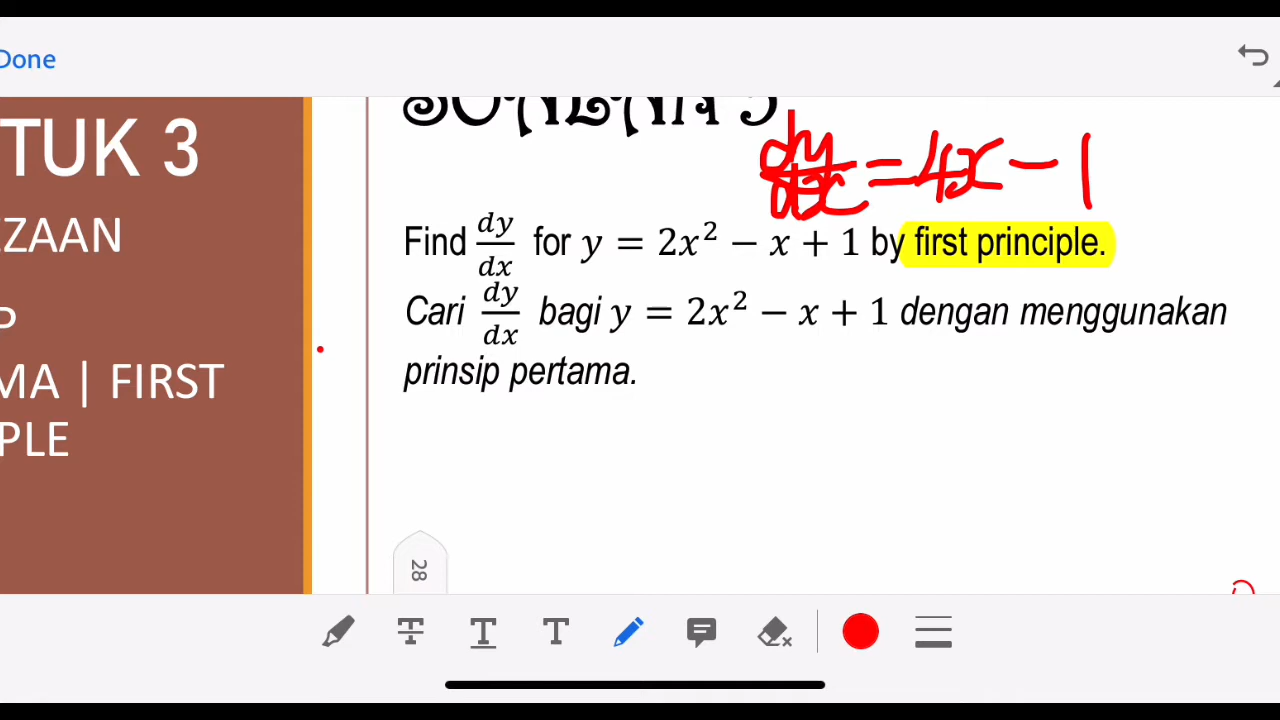 Done
TUK 3
ZAAN
P
MA | FIRST
PLE
dy/dx = 4x - 1
Find dy/dx for y = 2x² − x + 1 by first principle.
Cari dy/dx bagi y = 2x² − x + 1 dengan menggunakan
prinsip pertama.
28